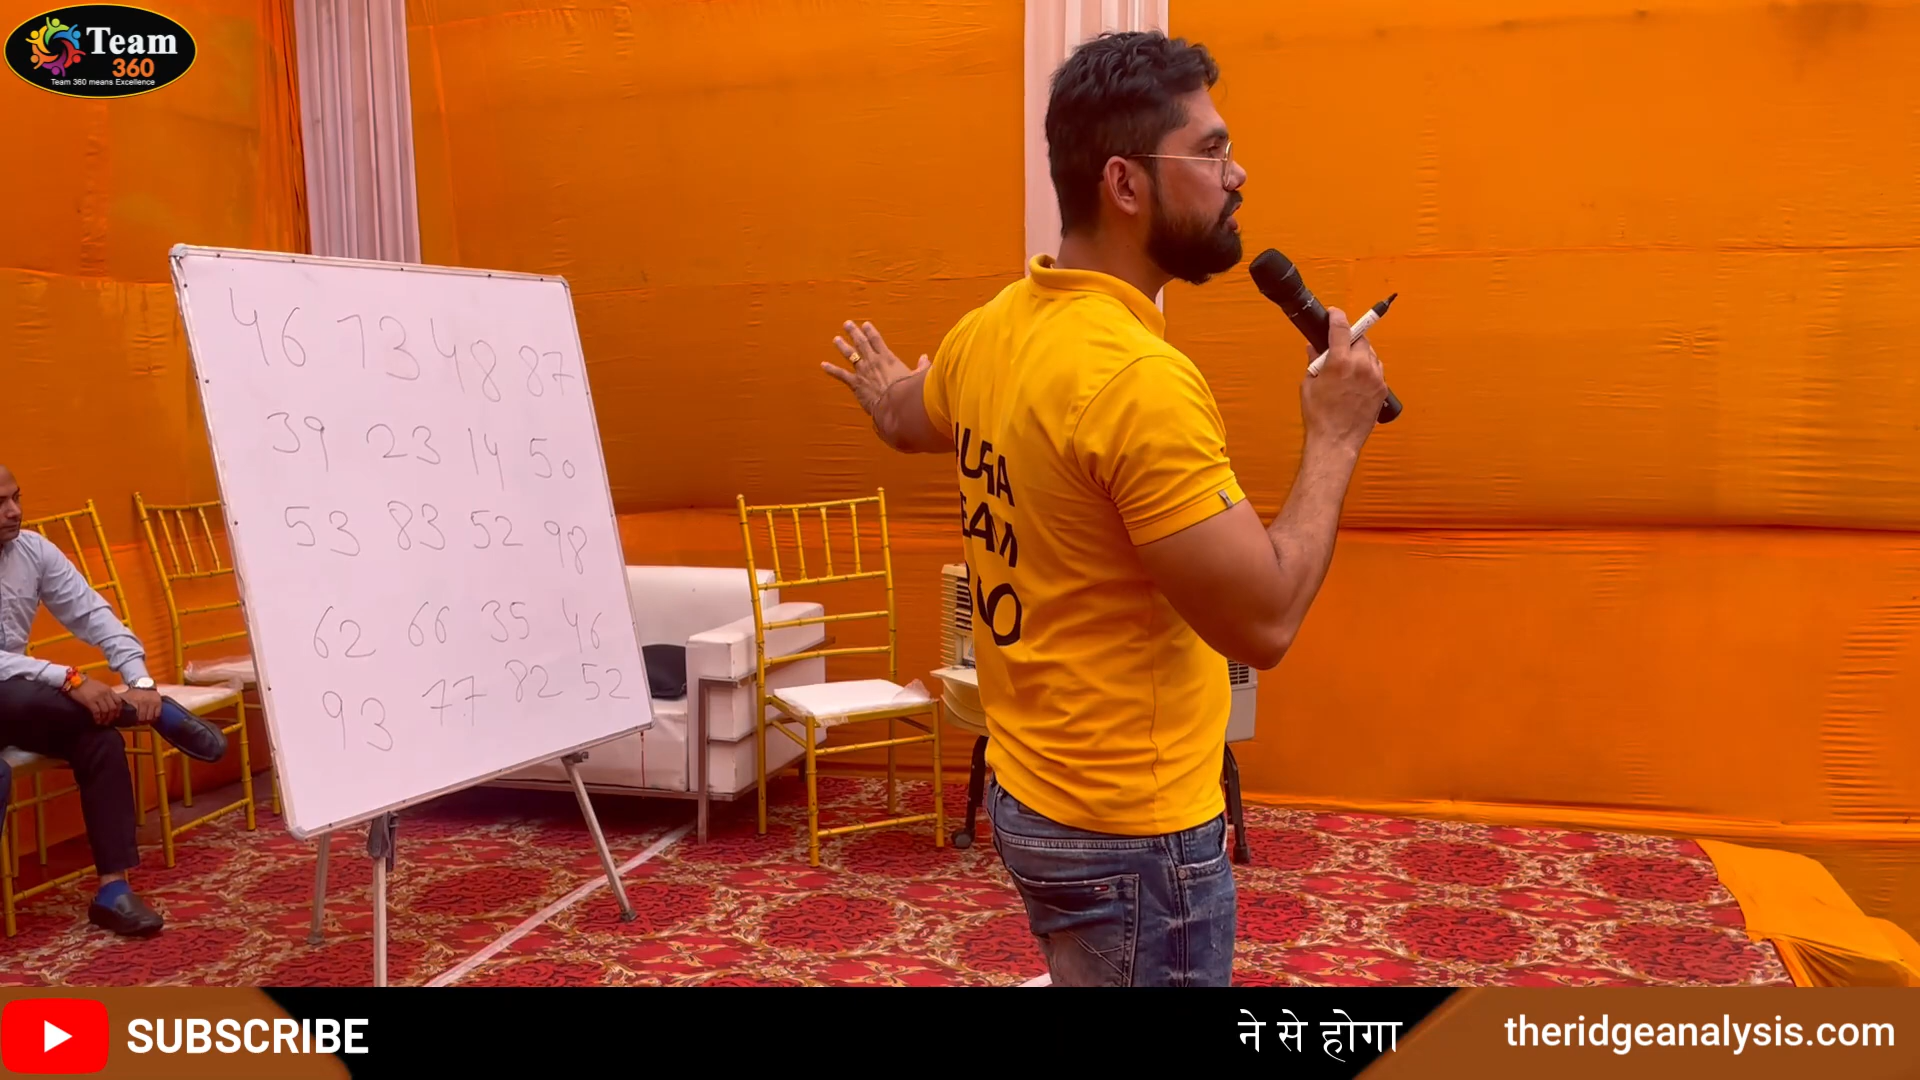 Team
360
Team 360 means Excellence
46 73 48 87
39 23 14 50
53 83 52 98
62 66 35 46
93 77 82 52
SUBSCRIBE
ने से होगा
theridgeanalysis.com